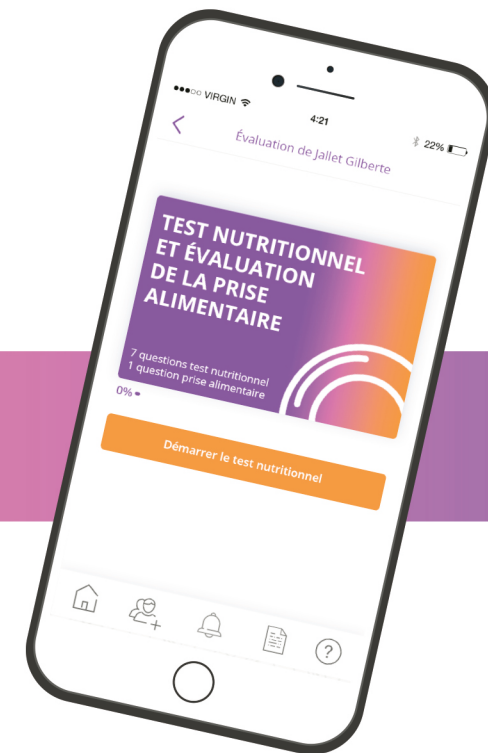 VIRGIN
4:21
22%
Évaluation de Jallet Gilberte
TEST NUTRITIONNEL
ET ÉVALUATION
DE LA PRISE
ALIMENTAIRE
7 questions test nutritionnel
1 question prise alimentaire
0%
Démarrer le test nutritionnel
?